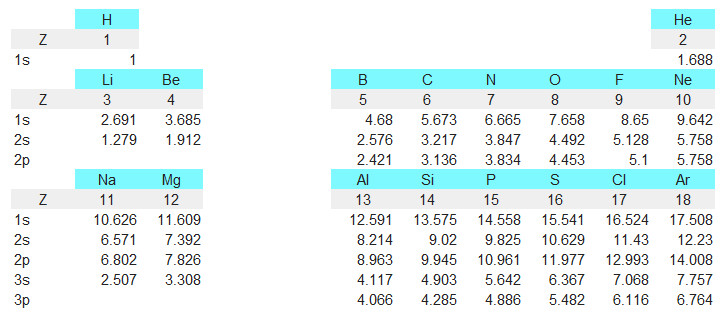 H He
Z 1 2
1s 1 1.688
Li Be B C N O F Ne
Z 3 4 5 6 7 8 9 10
1s 2.691 3.685 4.68 5.673 6.665 7.658 8.65 9.642
2s 1.279 1.912 2.576 3.217 3.847 4.492 5.128 5.758
2p 2.421 3.136 3.834 4.453 5.1 5.758
Na Mg Al Si P S Cl Ar
Z 11 12 13 14 15 16 17 18
1s 10.626 11.609 12.591 13.575 14.558 15.541 16.524 17.508
2s 6.571 7.392 8.214 9.02 9.825 10.629 11.43 12.23
2p 6.802 7.826 8.963 9.945 10.961 11.977 12.993 14.008
3s 2.507 3.308 4.117 4.903 5.642 6.367 7.068 7.757
3p 4.066 4.285 4.886 5.482 6.116 6.764